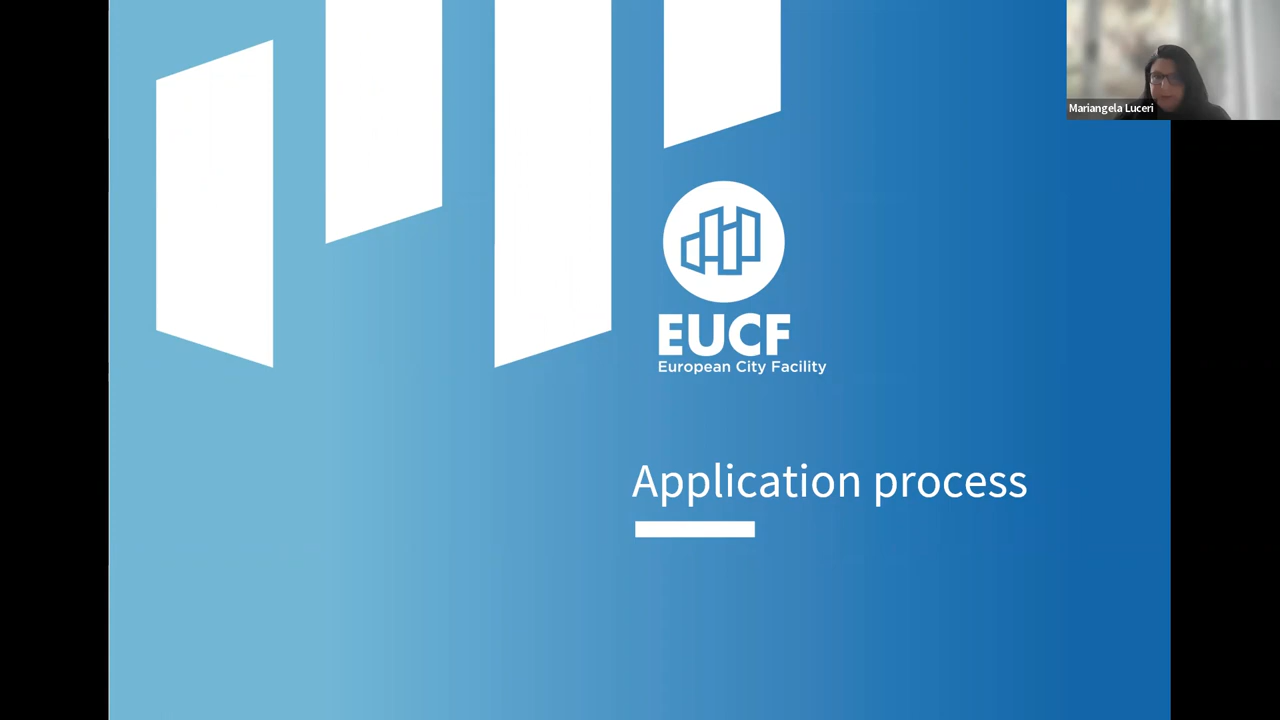 Mariangela Luceri
EUCF
European City Facility
Application process